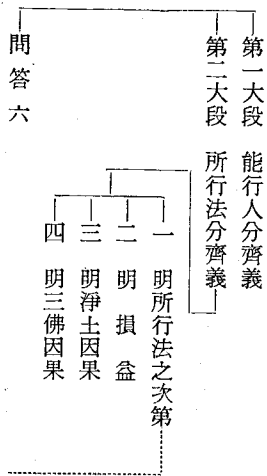 第一大段　能行人分齊義
第二大段　所行法分齊義
一　明所行法之次第
二　明　損　益
三　明淨土因果
四　明三佛因果
問答六